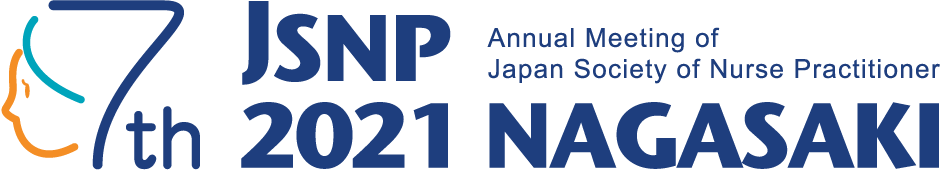 7th
JSNP
2021 NAGASAKI
Annual Meeting of
Japan Society of Nurse Practitioner